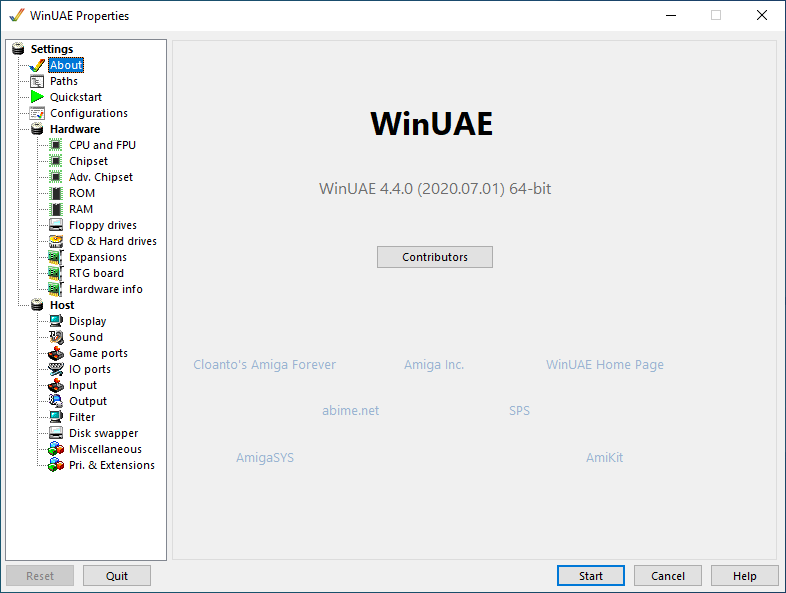 WinUAE Properties
Settings
About
Paths
Quickstart
Configurations
Hardware
CPU and FPU
Chipset
Adv. Chipset
ROM
RAM
Floppy drives
CD & Hard drives
Expansions
RTG board
Hardware info
Host
Display
Sound
Game ports
IO ports
Input
Output
Filter
Disk swapper
Miscellaneous
Pri. & Extensions
WinUAE
WinUAE 4.4.0 (2020.07.01) 64-bit
Contributors
Cloanto's Amiga Forever Amiga Inc. WinUAE Home Page
abime.net SPS
AmigaSYS AmiKit
Reset Quit Start Cancel Help